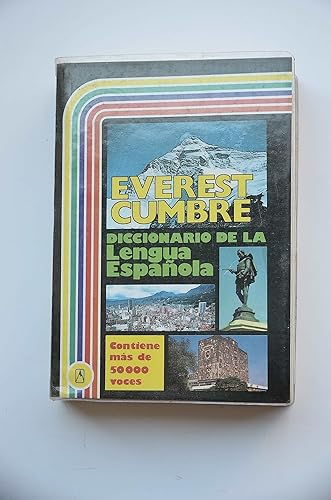 EVEREST
CUMBRE
DICCIONARIO DE LA
Lengua
Española
Contiene
más de
50000
voces